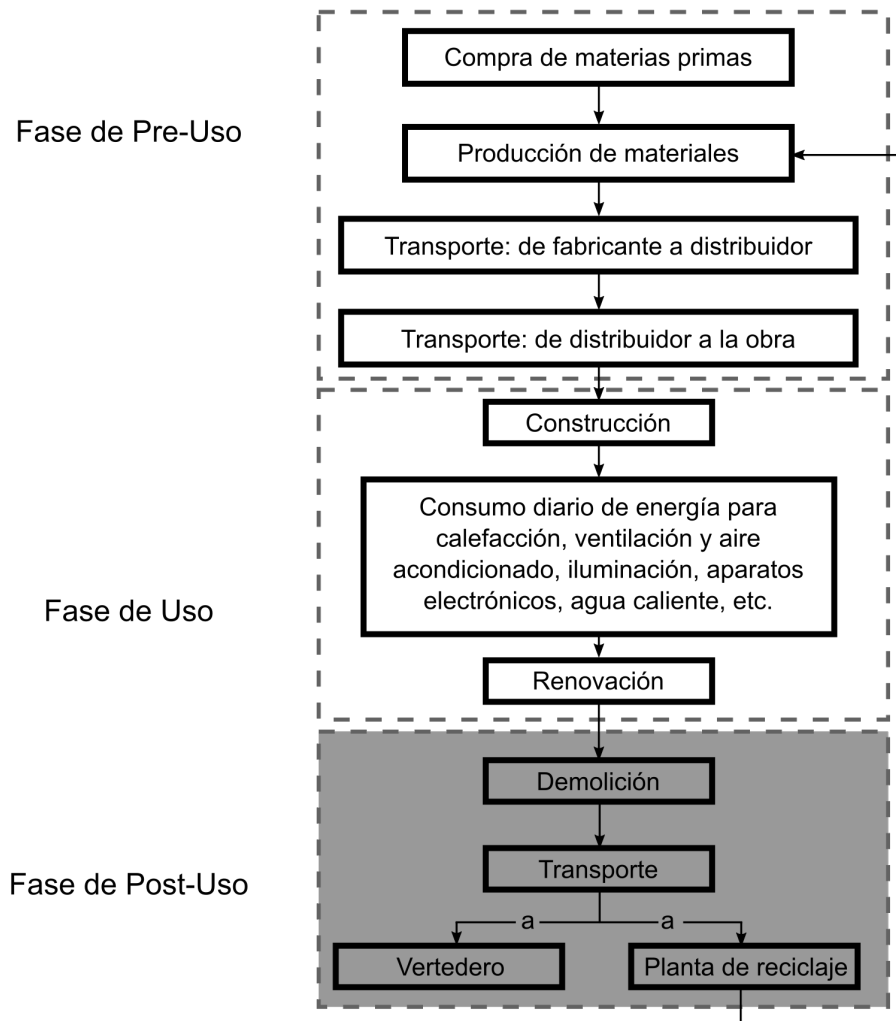 Fase de Pre-Uso
Compra de materias primas
Producción de materiales
Transporte: de fabricante a distribuidor
Transporte: de distribuidor a la obra
Fase de Uso
Construcción
Consumo diario de energía para
calefacción, ventilación y aire
acondicionado, iluminación, aparatos
electrónicos, agua caliente, etc.
Renovación
Fase de Post-Uso
Demolición
Transporte
a
a
Vertedero
Planta de reciclaje